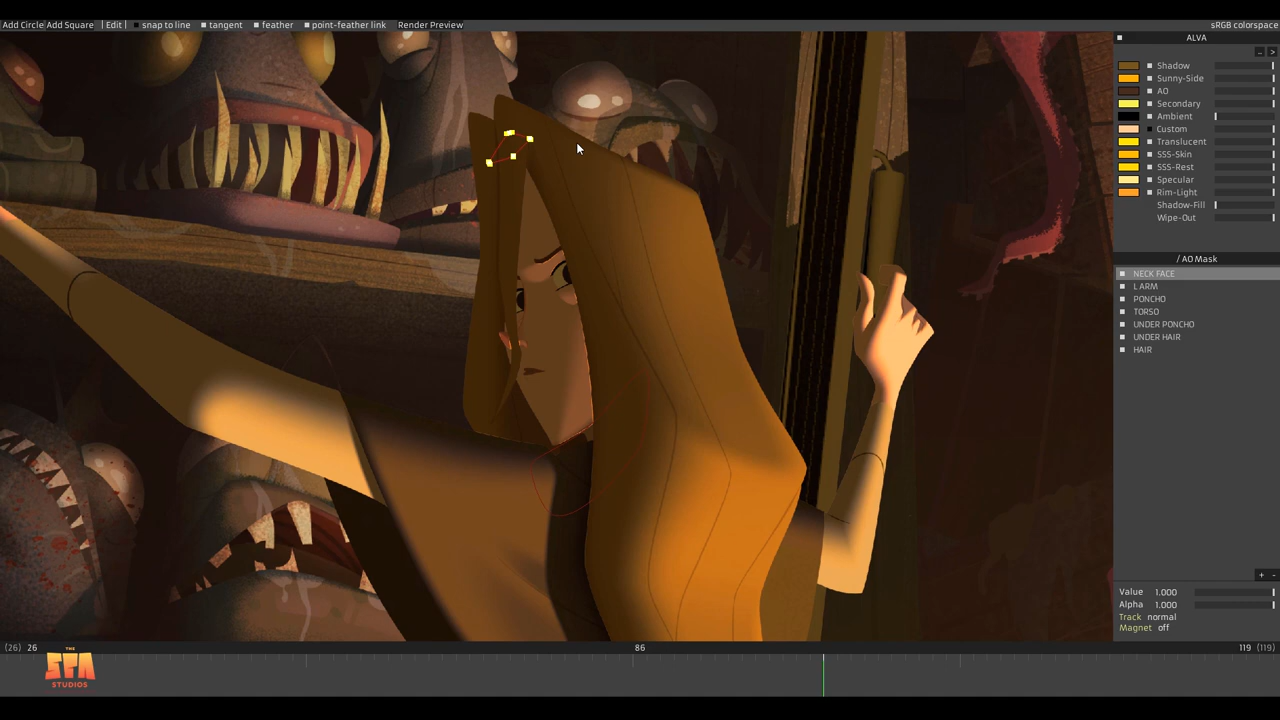 Add Circle Add Square | Edit | snap to line tangent feather point-feather link Render Preview sRGB colorspace
ALVA
.. >
Shadow
Sunny-Side
AO
Secondary
Ambient
Custom
Translucent
SSS-Skin
SSS-Rest
Specular
Rim-Light
Shadow-Fill
Wipe-Out
/ AO Mask
NECK FACE
L ARM
PONCHO
TORSO
UNDER PONCHO
UNDER HAIR
HAIR
+ -
Value 1.000
Alpha 1.000
Track normal
Magnet off
(26) 26 86 119 (119)
THE
SPA
STUDIOS